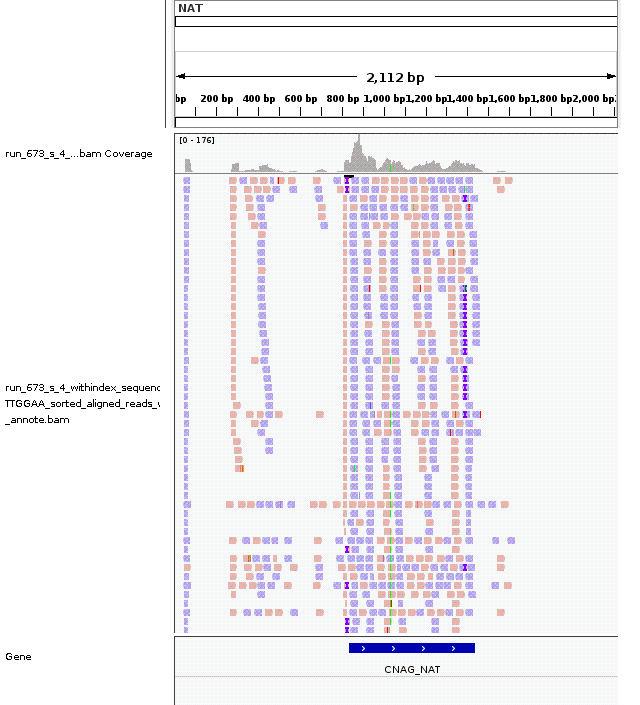 NAT
2,112 bp
bp 200 bp 400 bp 600 bp 800 bp 1,000 bp 1,200 bp 1,400 bp 1,600 bp 1,800 bp 2,000 bp
[0 - 176]
run_673_s_4_...bam Coverage
run_673_s_4_withindex_sequenc
TTGGAA_sorted_aligned_reads_
_annote.bam
Gene
CNAG_NAT